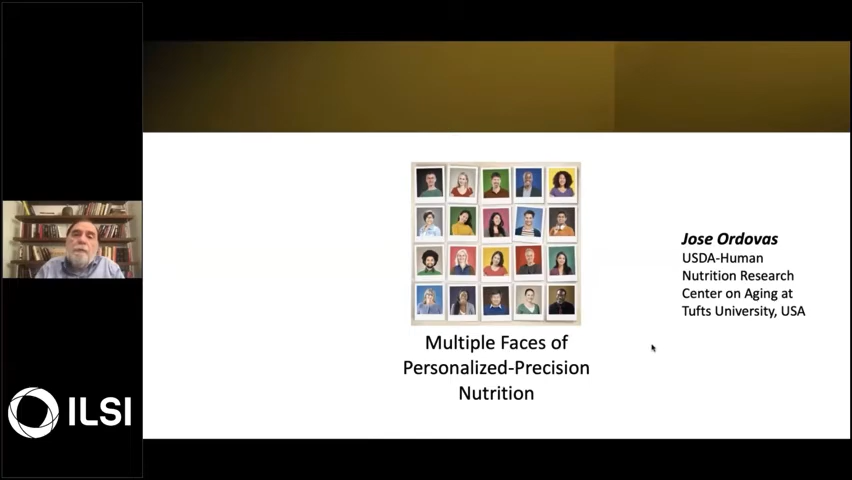 Jose Ordovas
USDA-Human
Nutrition Research
Center on Aging at
Tufts University, USA
Multiple Faces of
Personalized-Precision
Nutrition
ILSI